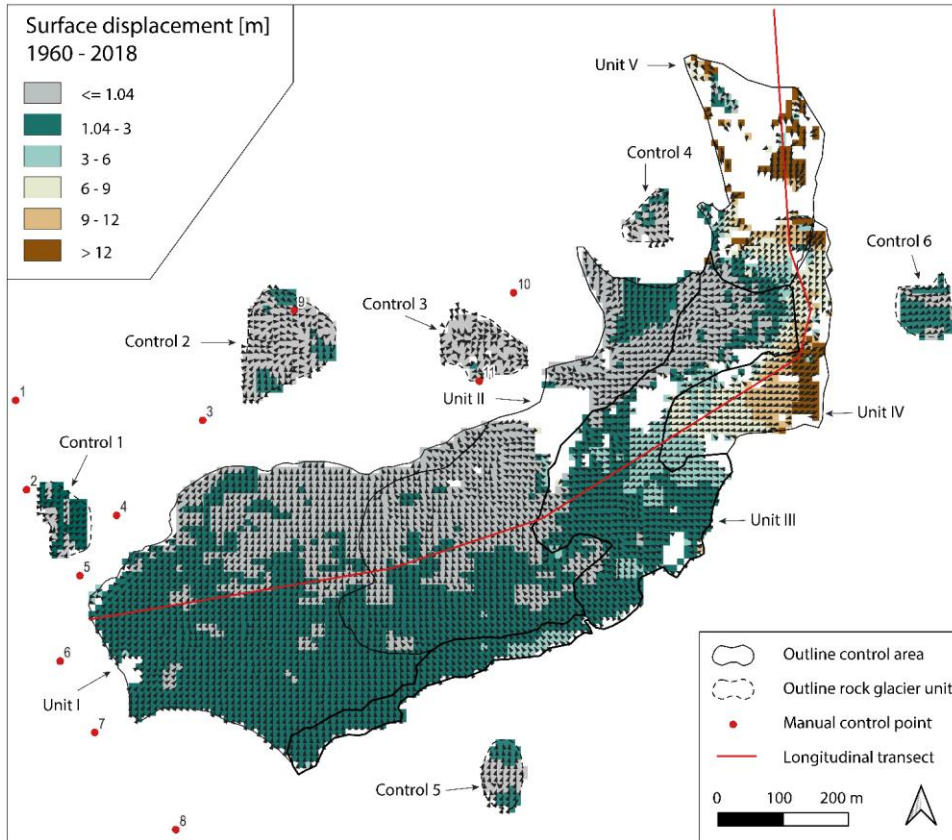 Surface displacement [m]
1960 - 2018
<= 1.04
1.04 - 3
3 - 6
6 - 9
9 - 12
> 12
Unit V
Control 4
Control 6
10
9
Control 3
Control 2
11
Unit II
1
3
Unit IV
Control 1
2
4
Unit III
5
6
Unit I
7
Control 5
8
Outline control area
Outline rock glacier unit
Manual control point
Longitudinal transect
0 100 200 m